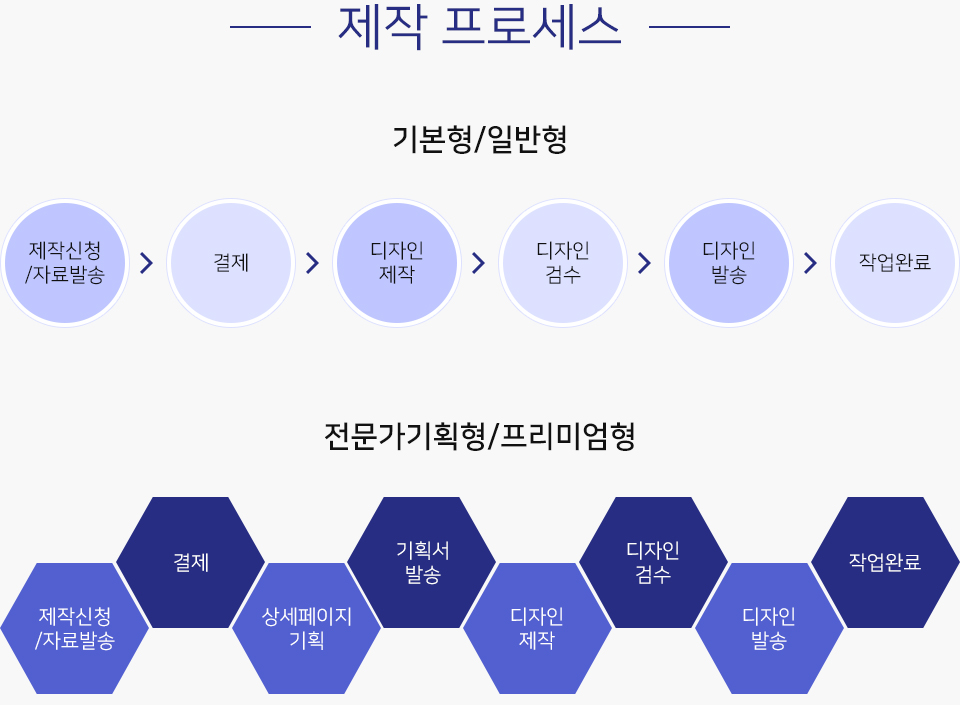 제작 프로세스
기본형/일반형
제작신청
/자료발송
결제
디자인
제작
디자인
검수
디자인
발송
작업완료
전문가기획형/프리미엄형
제작신청
/자료발송
결제
상세페이지
기획
기획서
발송
디자인
제작
디자인
검수
디자인
발송
작업완료